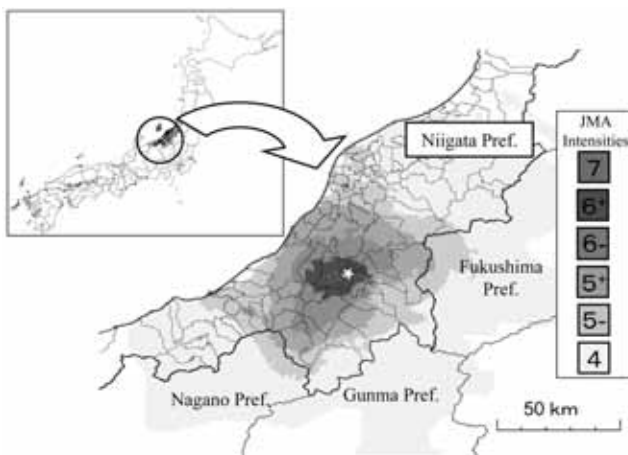 Niigata Pref.
Fukushima
Pref.
Nagano Pref.
Gunma Pref.
JMA
Intensities
7
6+
6-
5+
5-
4
50 km